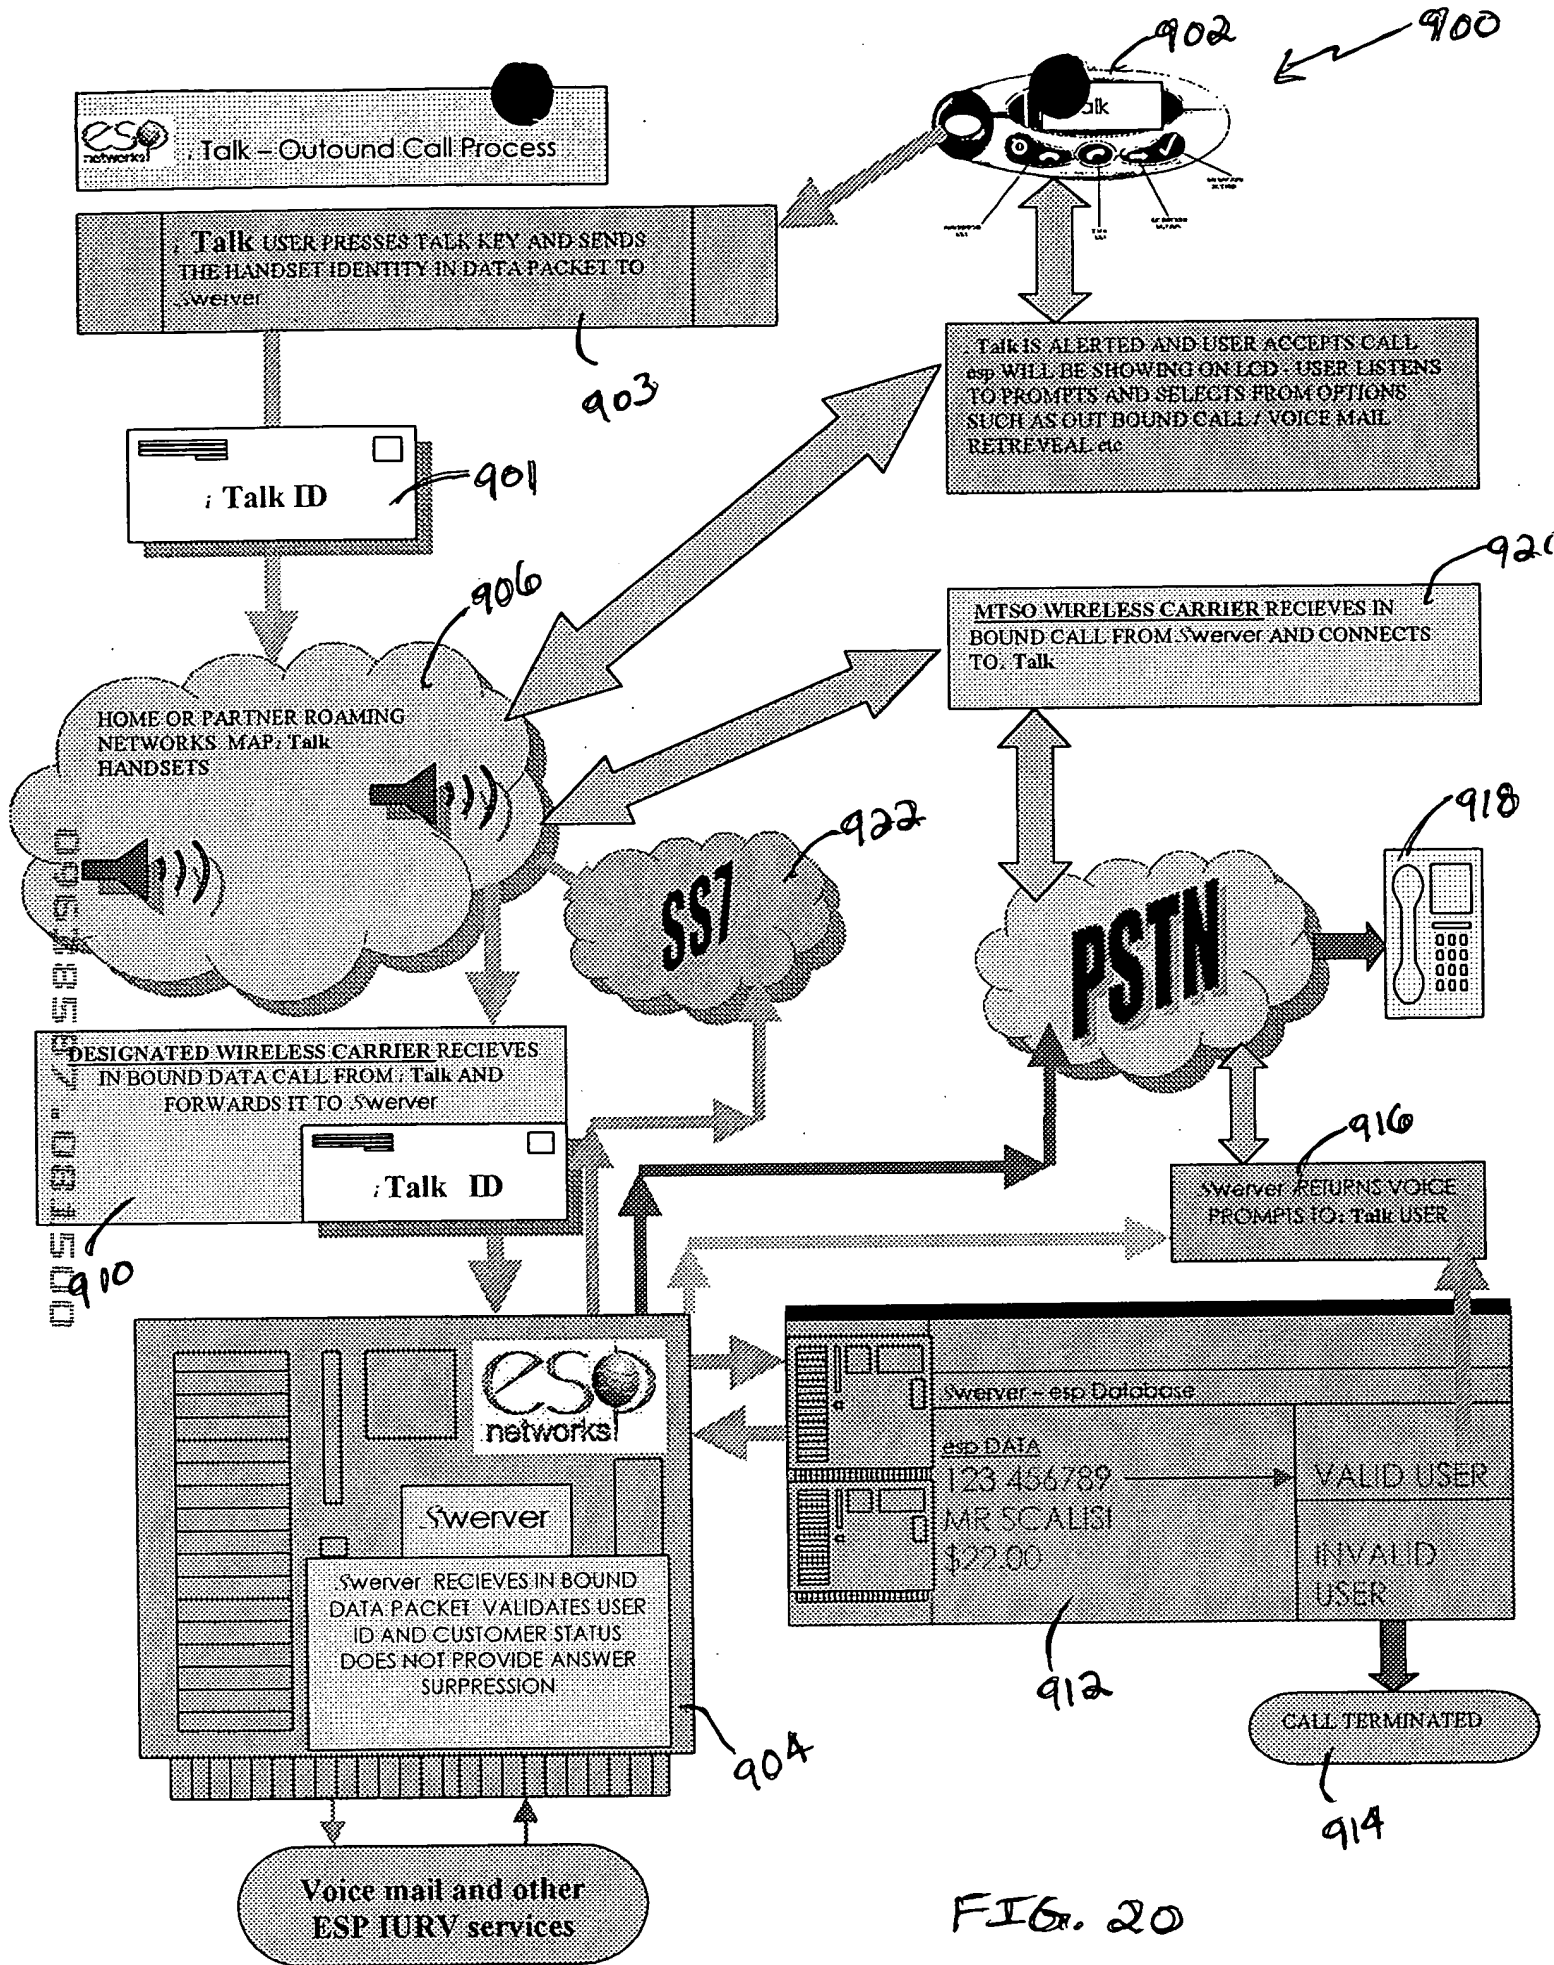 902
900
esp
networks
i Talk – Outound Call Process
alk
i Talk USER PRESSES TALK KEY AND SENDS
THE HANDSET IDENTITY IN DATA PACKET TO
Swerver
903
Talk IS ALERTED AND USER ACCEPTS CALL
esp WILL BE SHOWING ON LCD - USER LISTENS
TO PROMPTS AND SELECTS FROM OPTIONS
SUCH AS OUT BOUND CALL / VOICE MAIL
RETREVEAL etc
i Talk ID
901
906
920
MTSO WIRELESS CARRIER RECIEVES IN
BOUND CALL FROM Swerver AND CONNECTS
TO. Talk
HOME OR PARTNER ROAMING
NETWORKS MAP i Talk
HANDSETS
922
SS7
918
PSTN
DESIGNATED WIRELESS CARRIER RECIEVES
IN BOUND DATA CALL FROM i Talk AND
FORWARDS IT TO Swerver
i Talk ID
910
916
Swerver RETURNS VOICE
PROMPTS TO: Talk USER
esp
networks
Swerver
Swerver RECIEVES IN BOUND
DATA PACKET VALIDATES USER
ID AND CUSTOMER STATUS
DOES NOT PROVIDE ANSWER
SURPRESSION
904
Swerver – esp Database
esp DATA
123 456789
MR SCALISI
$22.00
VALID USER
INVALID
USER
912
CALL TERMINATED
914
Voice mail and other
ESP IURV services
FIG. 20